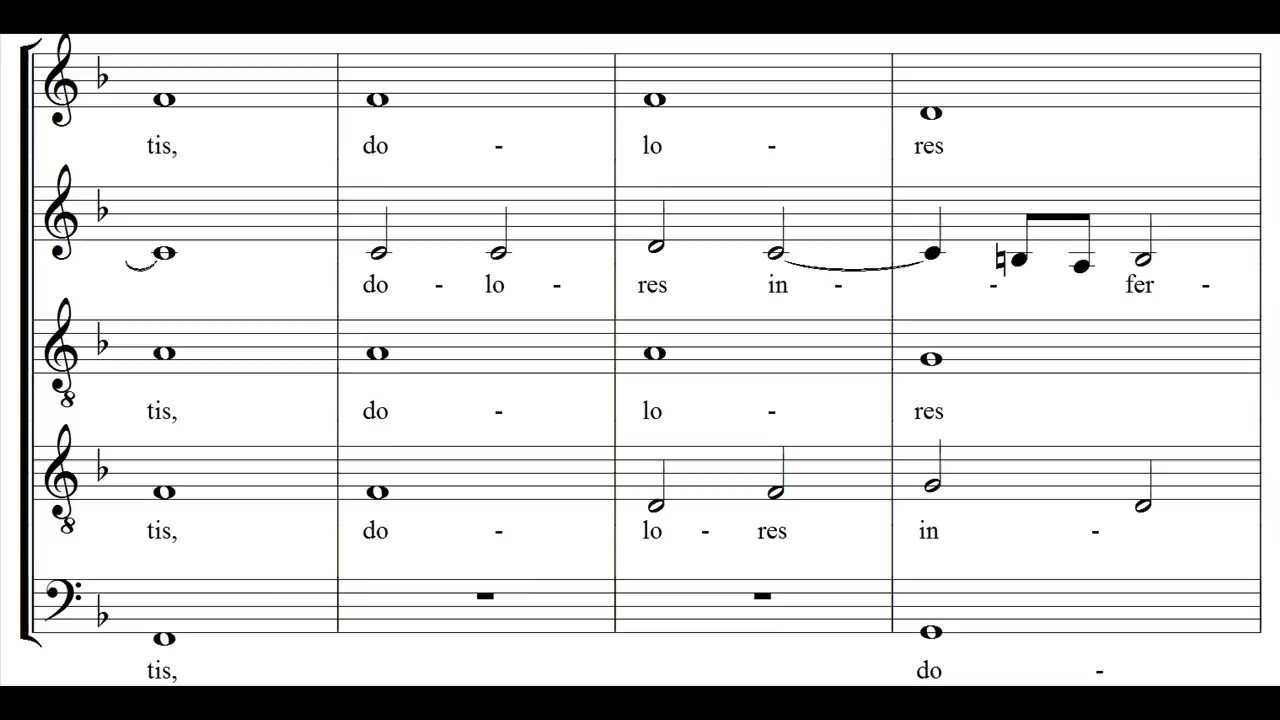 tis, do - lo - res
do - lo - res in - - fer -
tis, do - lo - res
tis, do - lo - res in -
tis, do -